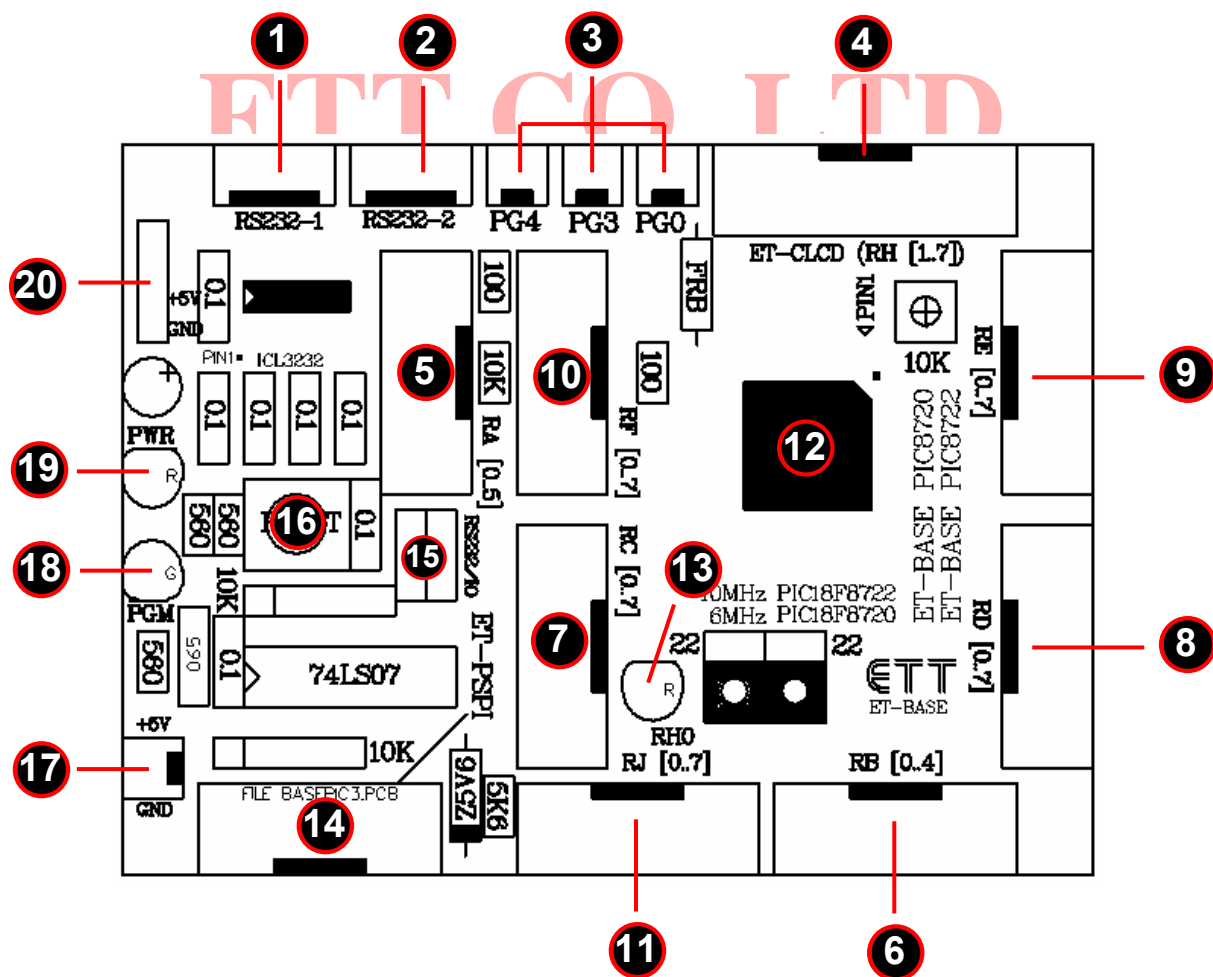 1
2
3
4
ETT CO., LTD
RS232-1
RS232-2
PG4
PG3
PG0
ET-CLCD (RH [1..7])
20
+5V
GND
0.1
100
FRB
PIN1
10K
RE [0..7]
9
PIN1
ICL3232
5
10K
10
100
RA [0..5]
RF [0..7]
12
ET-BASE PIC8720
ET-BASE PIC8722
0.1
0.1
0.1
0.1
PWR
19
R
560
560
16
0.1
15
RS232/IO
RC [0..7]
13
18
G
PGM
10K
10MHz PIC18F8722
6MHz PIC18F8720
RD [0..7]
8
560
560
0.1
74LS07
ET-PSPI
7
22
22
R
RH0
ETT
ET-BASE
+5V
17
GND
10K
RJ [0..7]
RB [0..4]
FILE BASEPIC3.PCB
14
5K6
11
6